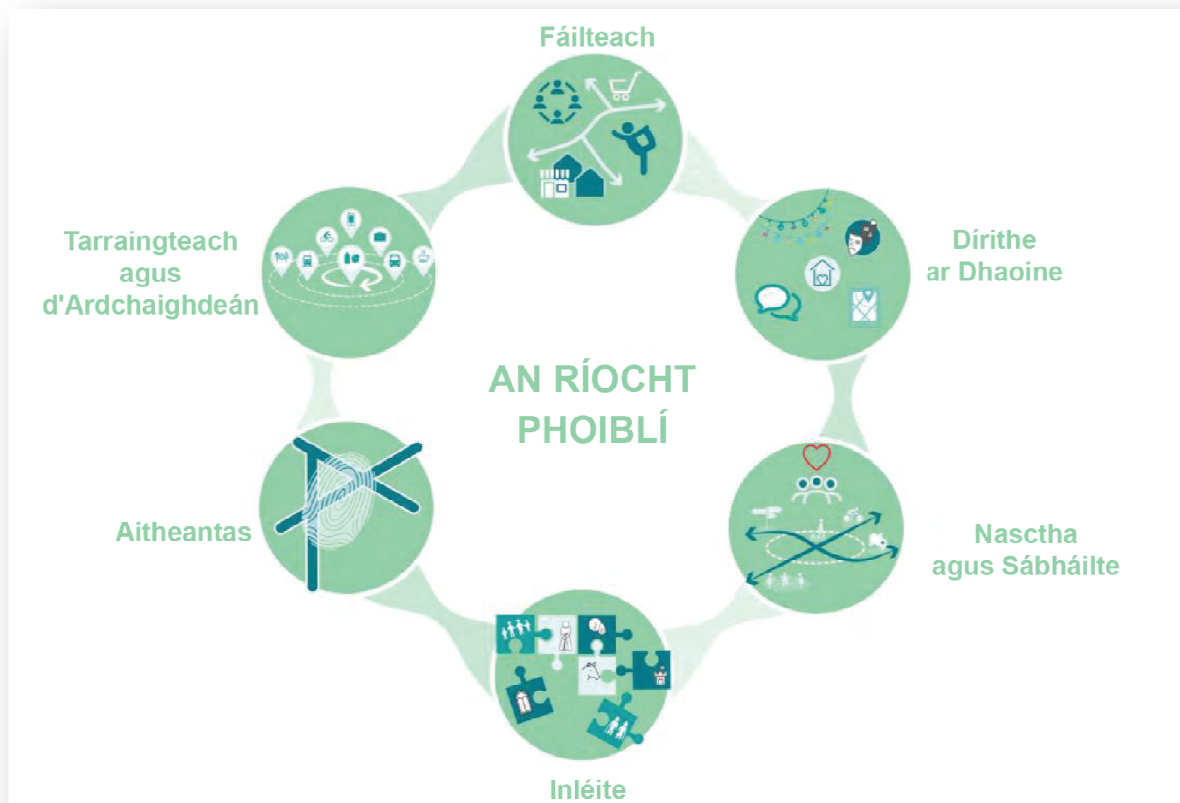 Fáilteach
Tarraingteach
agus
d'Ardchaighdeán
Dírithe
ar Dhaoine
AN RÍOCHT
PHOIBLÍ
Aitheantas
Nasctha
agus Sábháilte
Inléite